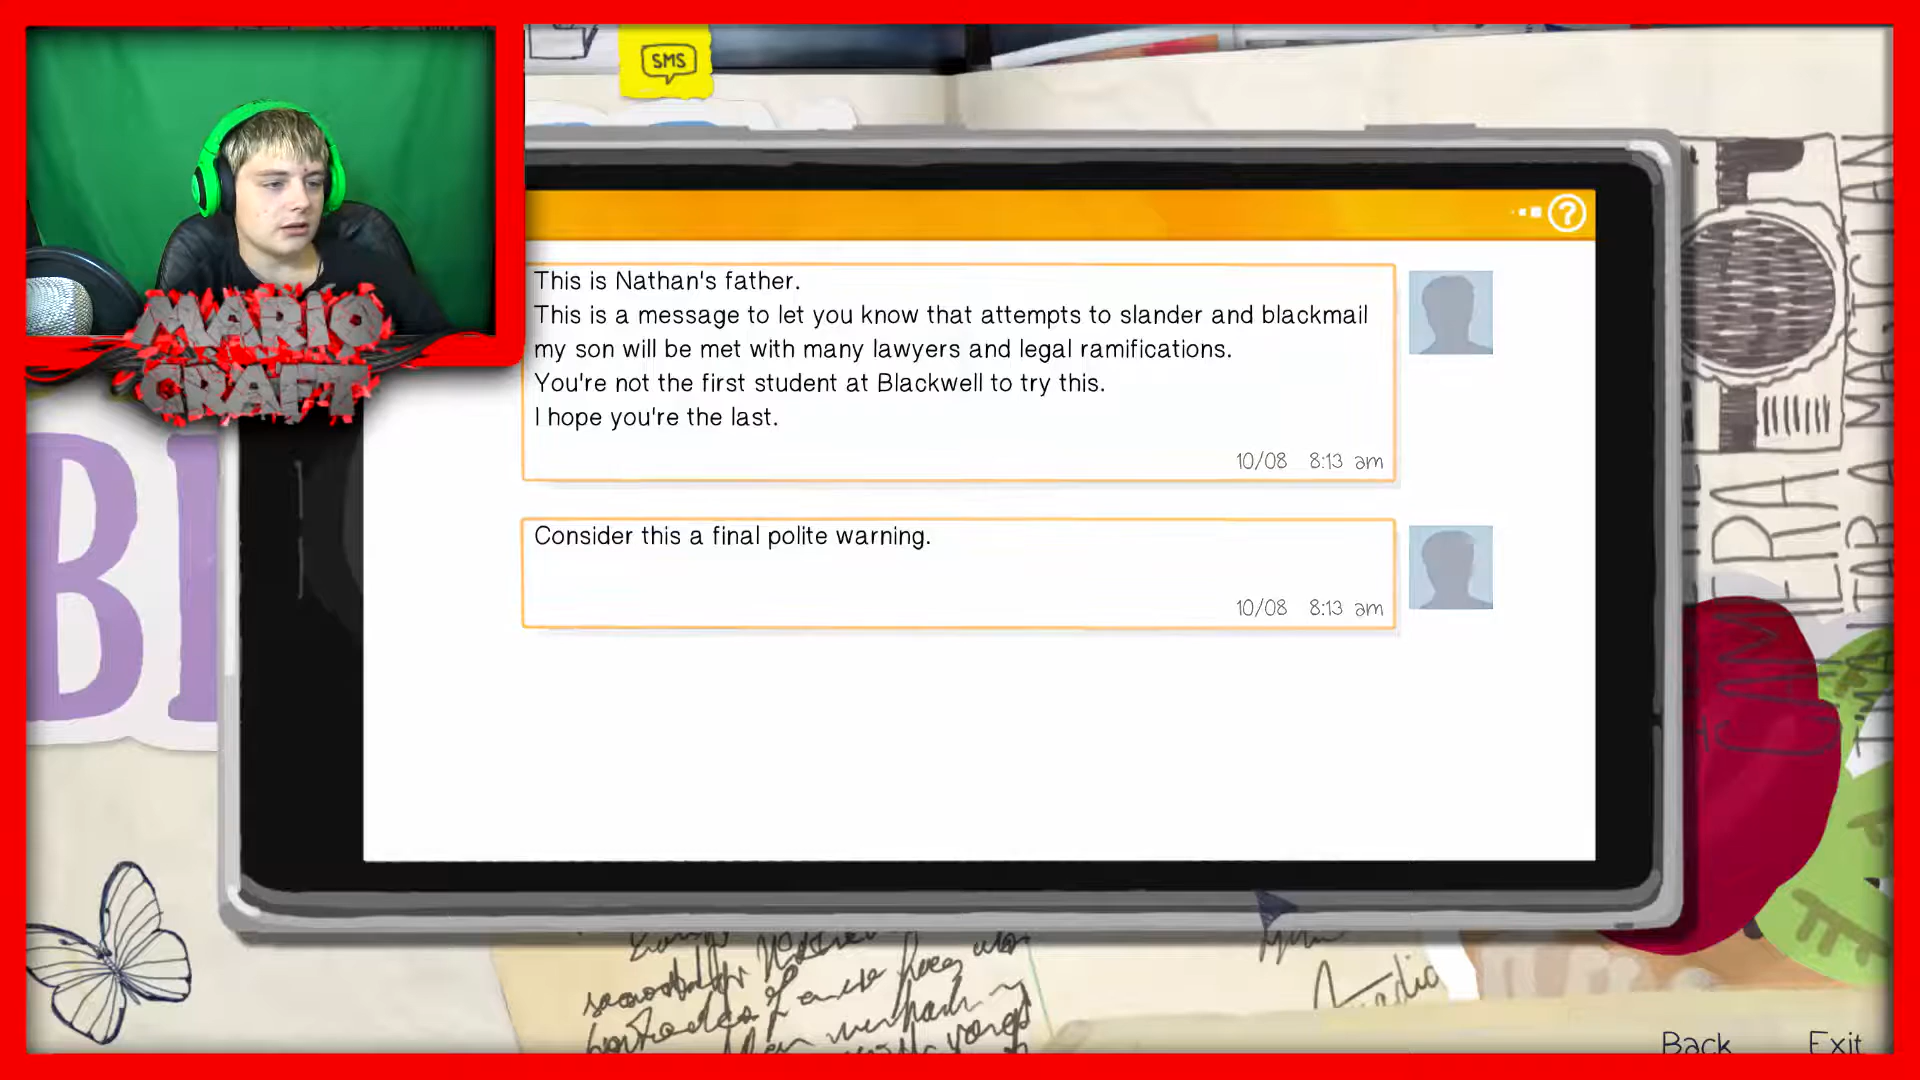 SMS
MARIO
CRAFT
This is Nathan's father.
This is a message to let you know that attempts to slander and blackmail
my son will be met with many lawyers and legal ramifications.
You're not the first student at Blackwell to try this.
I hope you're the last.
10/08 8:13 am
Consider this a final polite warning.
10/08 8:13 am
Back Exit